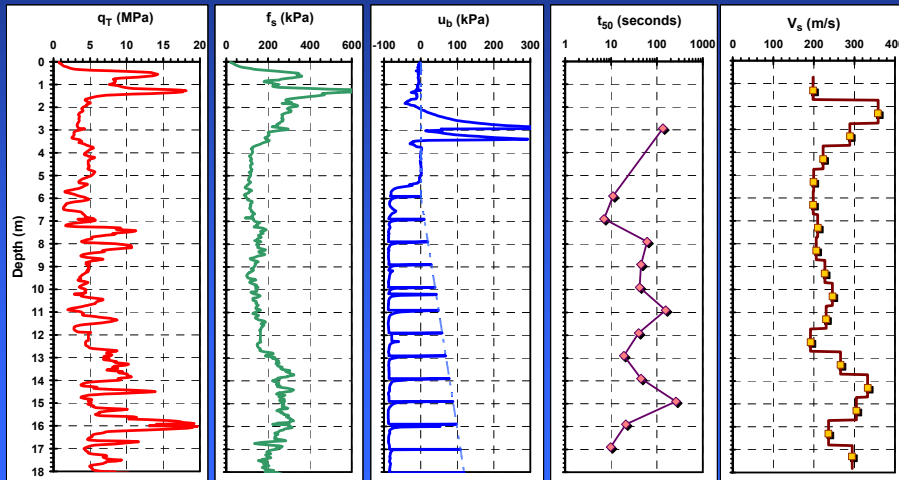 q_T (MPa)
0 5 10 15 20
f_s (kPa)
0 200 400 600
u_b (kPa)
-100 0 100 200 300
t_50 (seconds)
1 10 100 1000
V_s (m/s)
0 100 200 300 400
Depth (m)
0
1
2
3
4
5
6
7
8
9
10
11
12
13
14
15
16
17
18